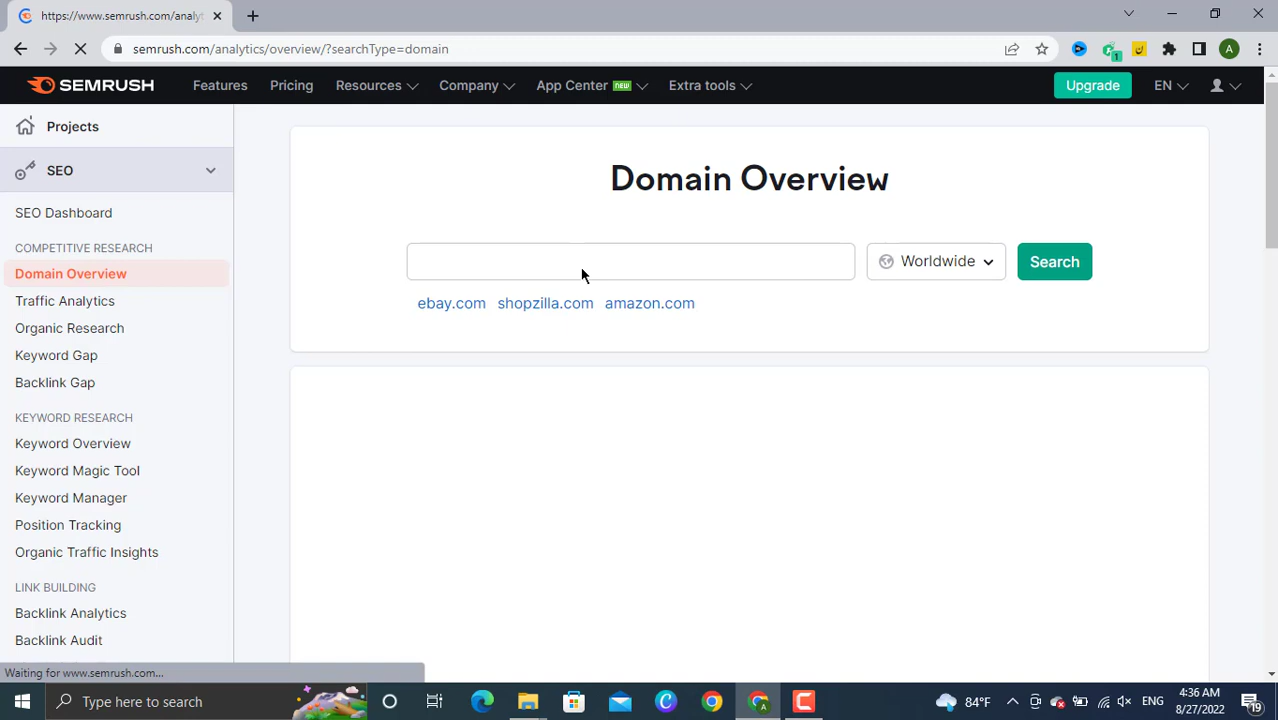 https://www.semrush.com/analyt
semrush.com/analytics/overview/?searchType=domain
1
A
SEMRUSH
Features
Pricing
Resources
Company
App Center NEW
Extra tools
Upgrade
EN
Projects
SEO
SEO Dashboard
COMPETITIVE RESEARCH
Domain Overview
Traffic Analytics
Organic Research
Keyword Gap
Backlink Gap
KEYWORD RESEARCH
Keyword Overview
Keyword Magic Tool
Keyword Manager
Position Tracking
Organic Traffic Insights
LINK BUILDING
Backlink Analytics
Backlink Audit
Domain Overview
Worldwide
Search
ebay.com shopzilla.com amazon.com
Waiting for www.semrush.com...
Type here to search
84°F
ENG
4:36 AM
8/27/2022
19